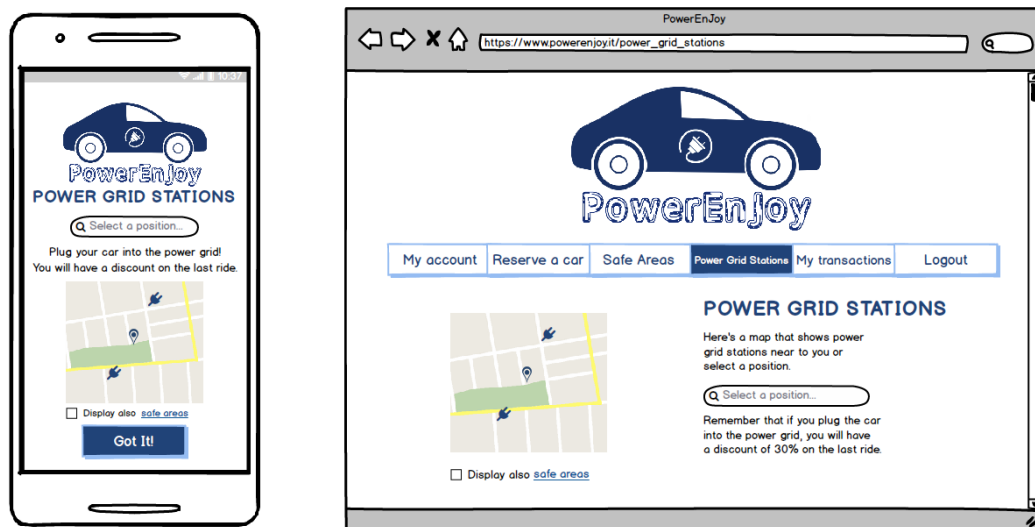 10:37
PowerEnJoy
POWER GRID STATIONS
Select a position...
Plug your car into the power grid!
You will have a discount on the last ride.
Display also safe areas
Got It!
PowerEnJoy
https://www.powerenjoy.it/power_grid_stations
PowerEnJoy
My account Reserve a car Safe Areas Power Grid Stations My transactions Logout
POWER GRID STATIONS
Here's a map that shows power
grid stations near to you or
select a position.
Select a position...
Remember that if you plug the car
into the power grid, you will have
a discount of 30% on the last ride.
Display also safe areas